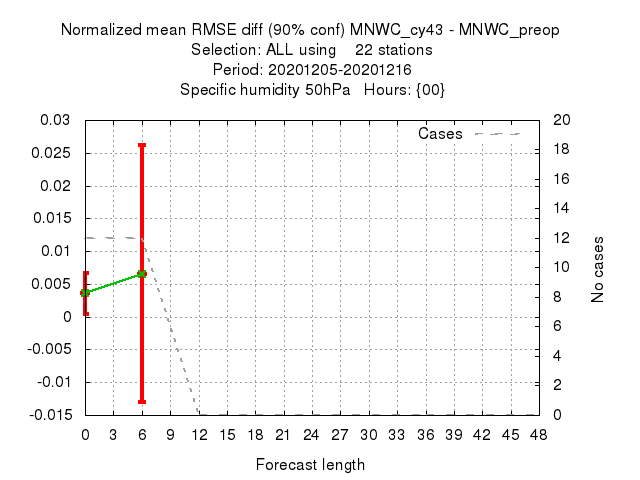 Normalized mean RMSE diff (90% conf) MNWC_cy43 - MNWC_preop
Selection: ALL using    22 stations
Period: 20201205-20201216
Specific humidity 50hPa   Hours: {00}
Cases
0.03
0.025
0.02
0.015
0.01
0.005
0
-0.005
-0.01
-0.015
20
18
16
14
12
10
8
6
4
2
0
No cases
0 3 6 9 12 15 18 21 24 27 30 33 36 39 42 45 48
Forecast length